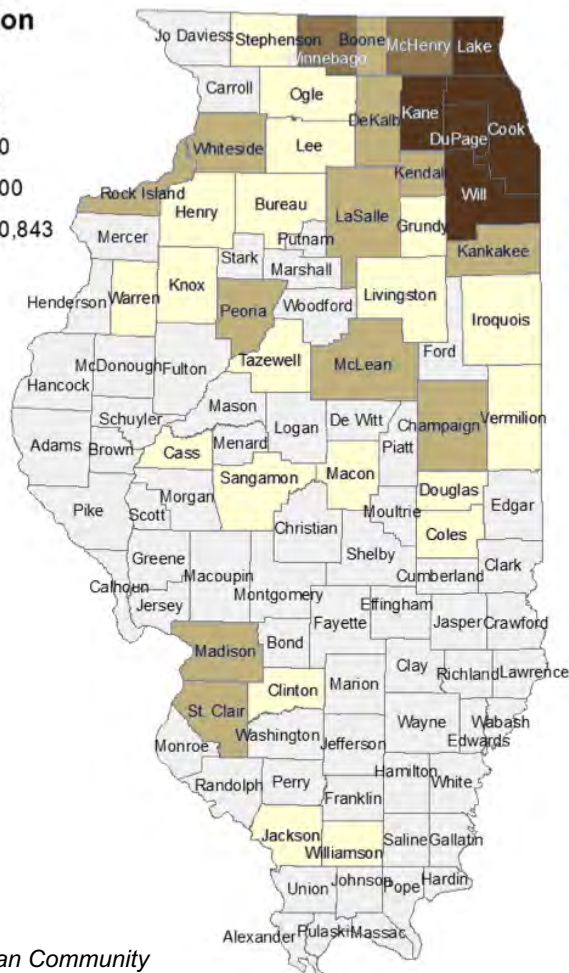 on
0
00
0,843
Jo Daviess
Stephenson
Winnebago
Boone
McHenry
Lake
Carroll
Ogle
DeKalb
Kane
DuPage
Cook
Whiteside
Lee
Kendall
Will
Rock Island
Henry
Bureau
LaSalle
Grundy
Kankakee
Mercer
Putnam
Stark
Marshall
Henderson
Warren
Knox
Peoria
Woodford
Livingston
Iroquois
Ford
Hancock
McDonough
Fulton
Tazewell
McLean
Mason
Schuyler
Logan
De Witt
Champaign
Vermilion
Adams
Brown
Cass
Menard
Piatt
Sangamon
Macon
Douglas
Edgar
Pike
Scott
Morgan
Christian
Moultrie
Coles
Shelby
Greene
Macoupin
Cumberland
Clark
Calhoun
Jersey
Montgomery
Effingham
Fayette
Jasper
Crawford
Madison
Bond
Clay
Richland
Lawrence
Clinton
Marion
St. Clair
Wayne
Wabash
Edwards
Washington
Jefferson
Monroe
Randolph
Perry
Hamilton
White
Franklin
Jackson
Williamson
Saline
Gallatin
Union
Johnson
Pope
Hardin
Alexander
Pulaski
Massac
an Community